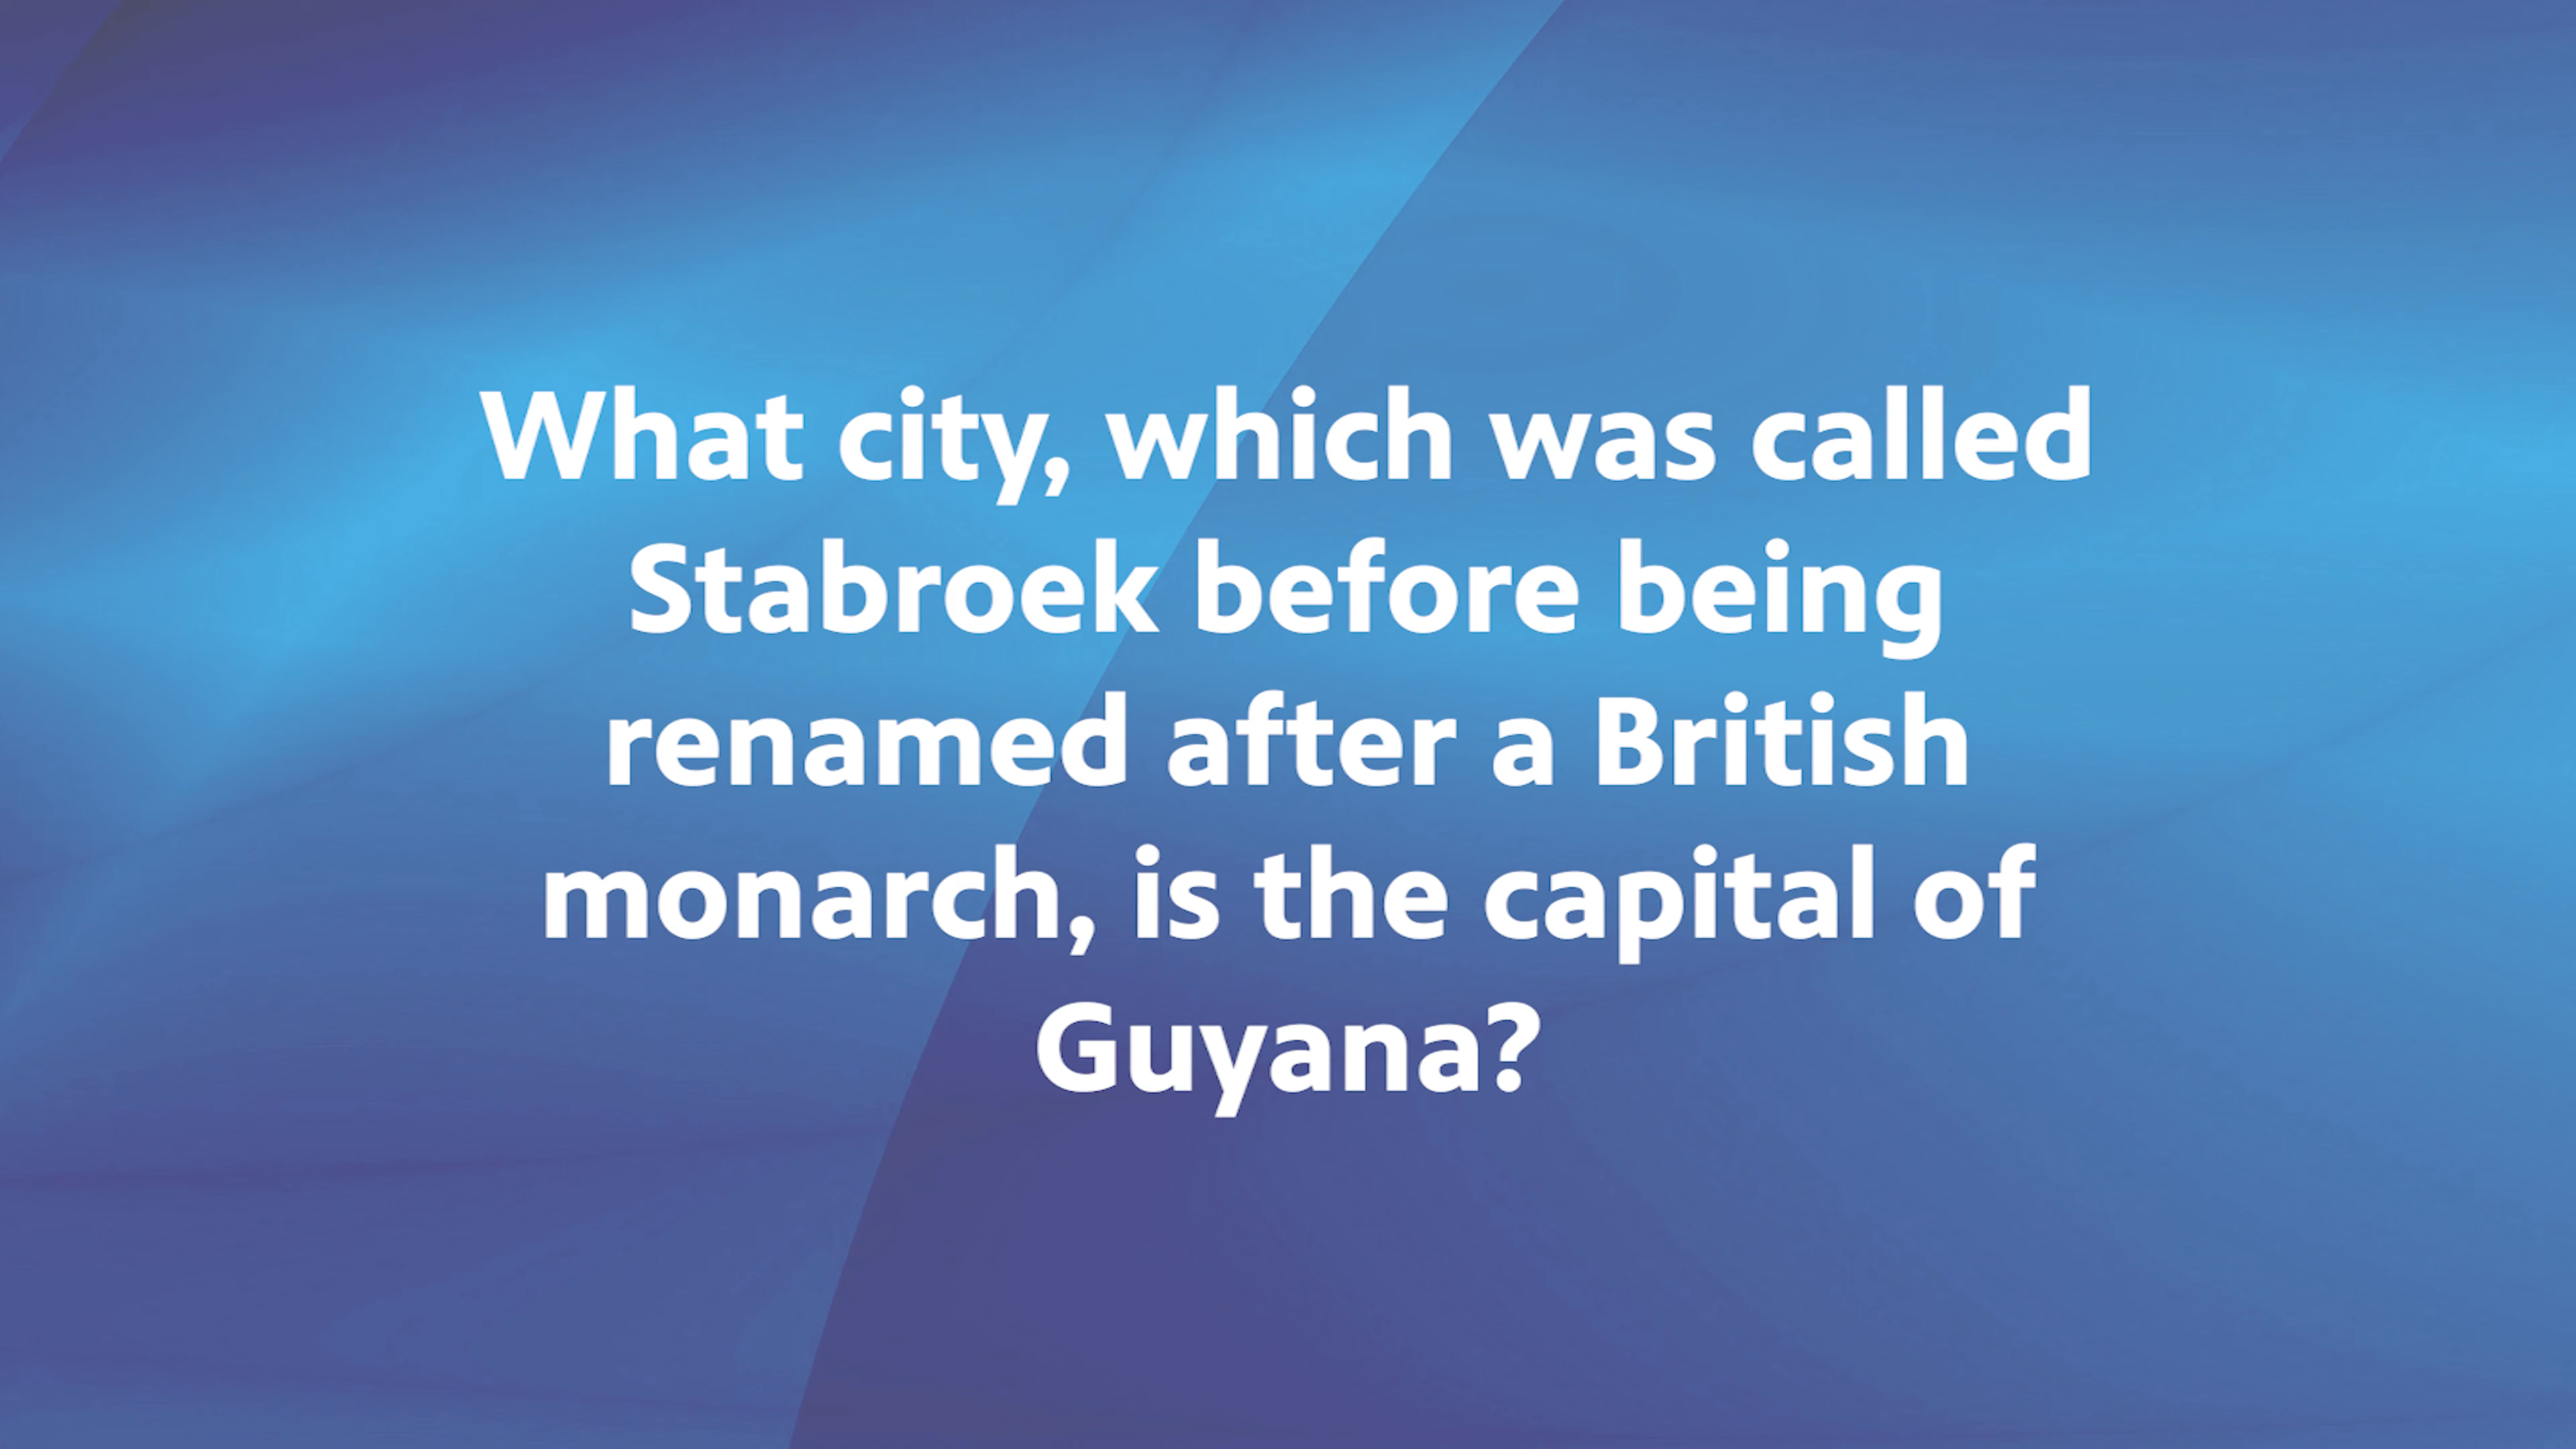 What city, which was called
Stabroek before being
renamed after a British
monarch, is the capital of
Guyana?